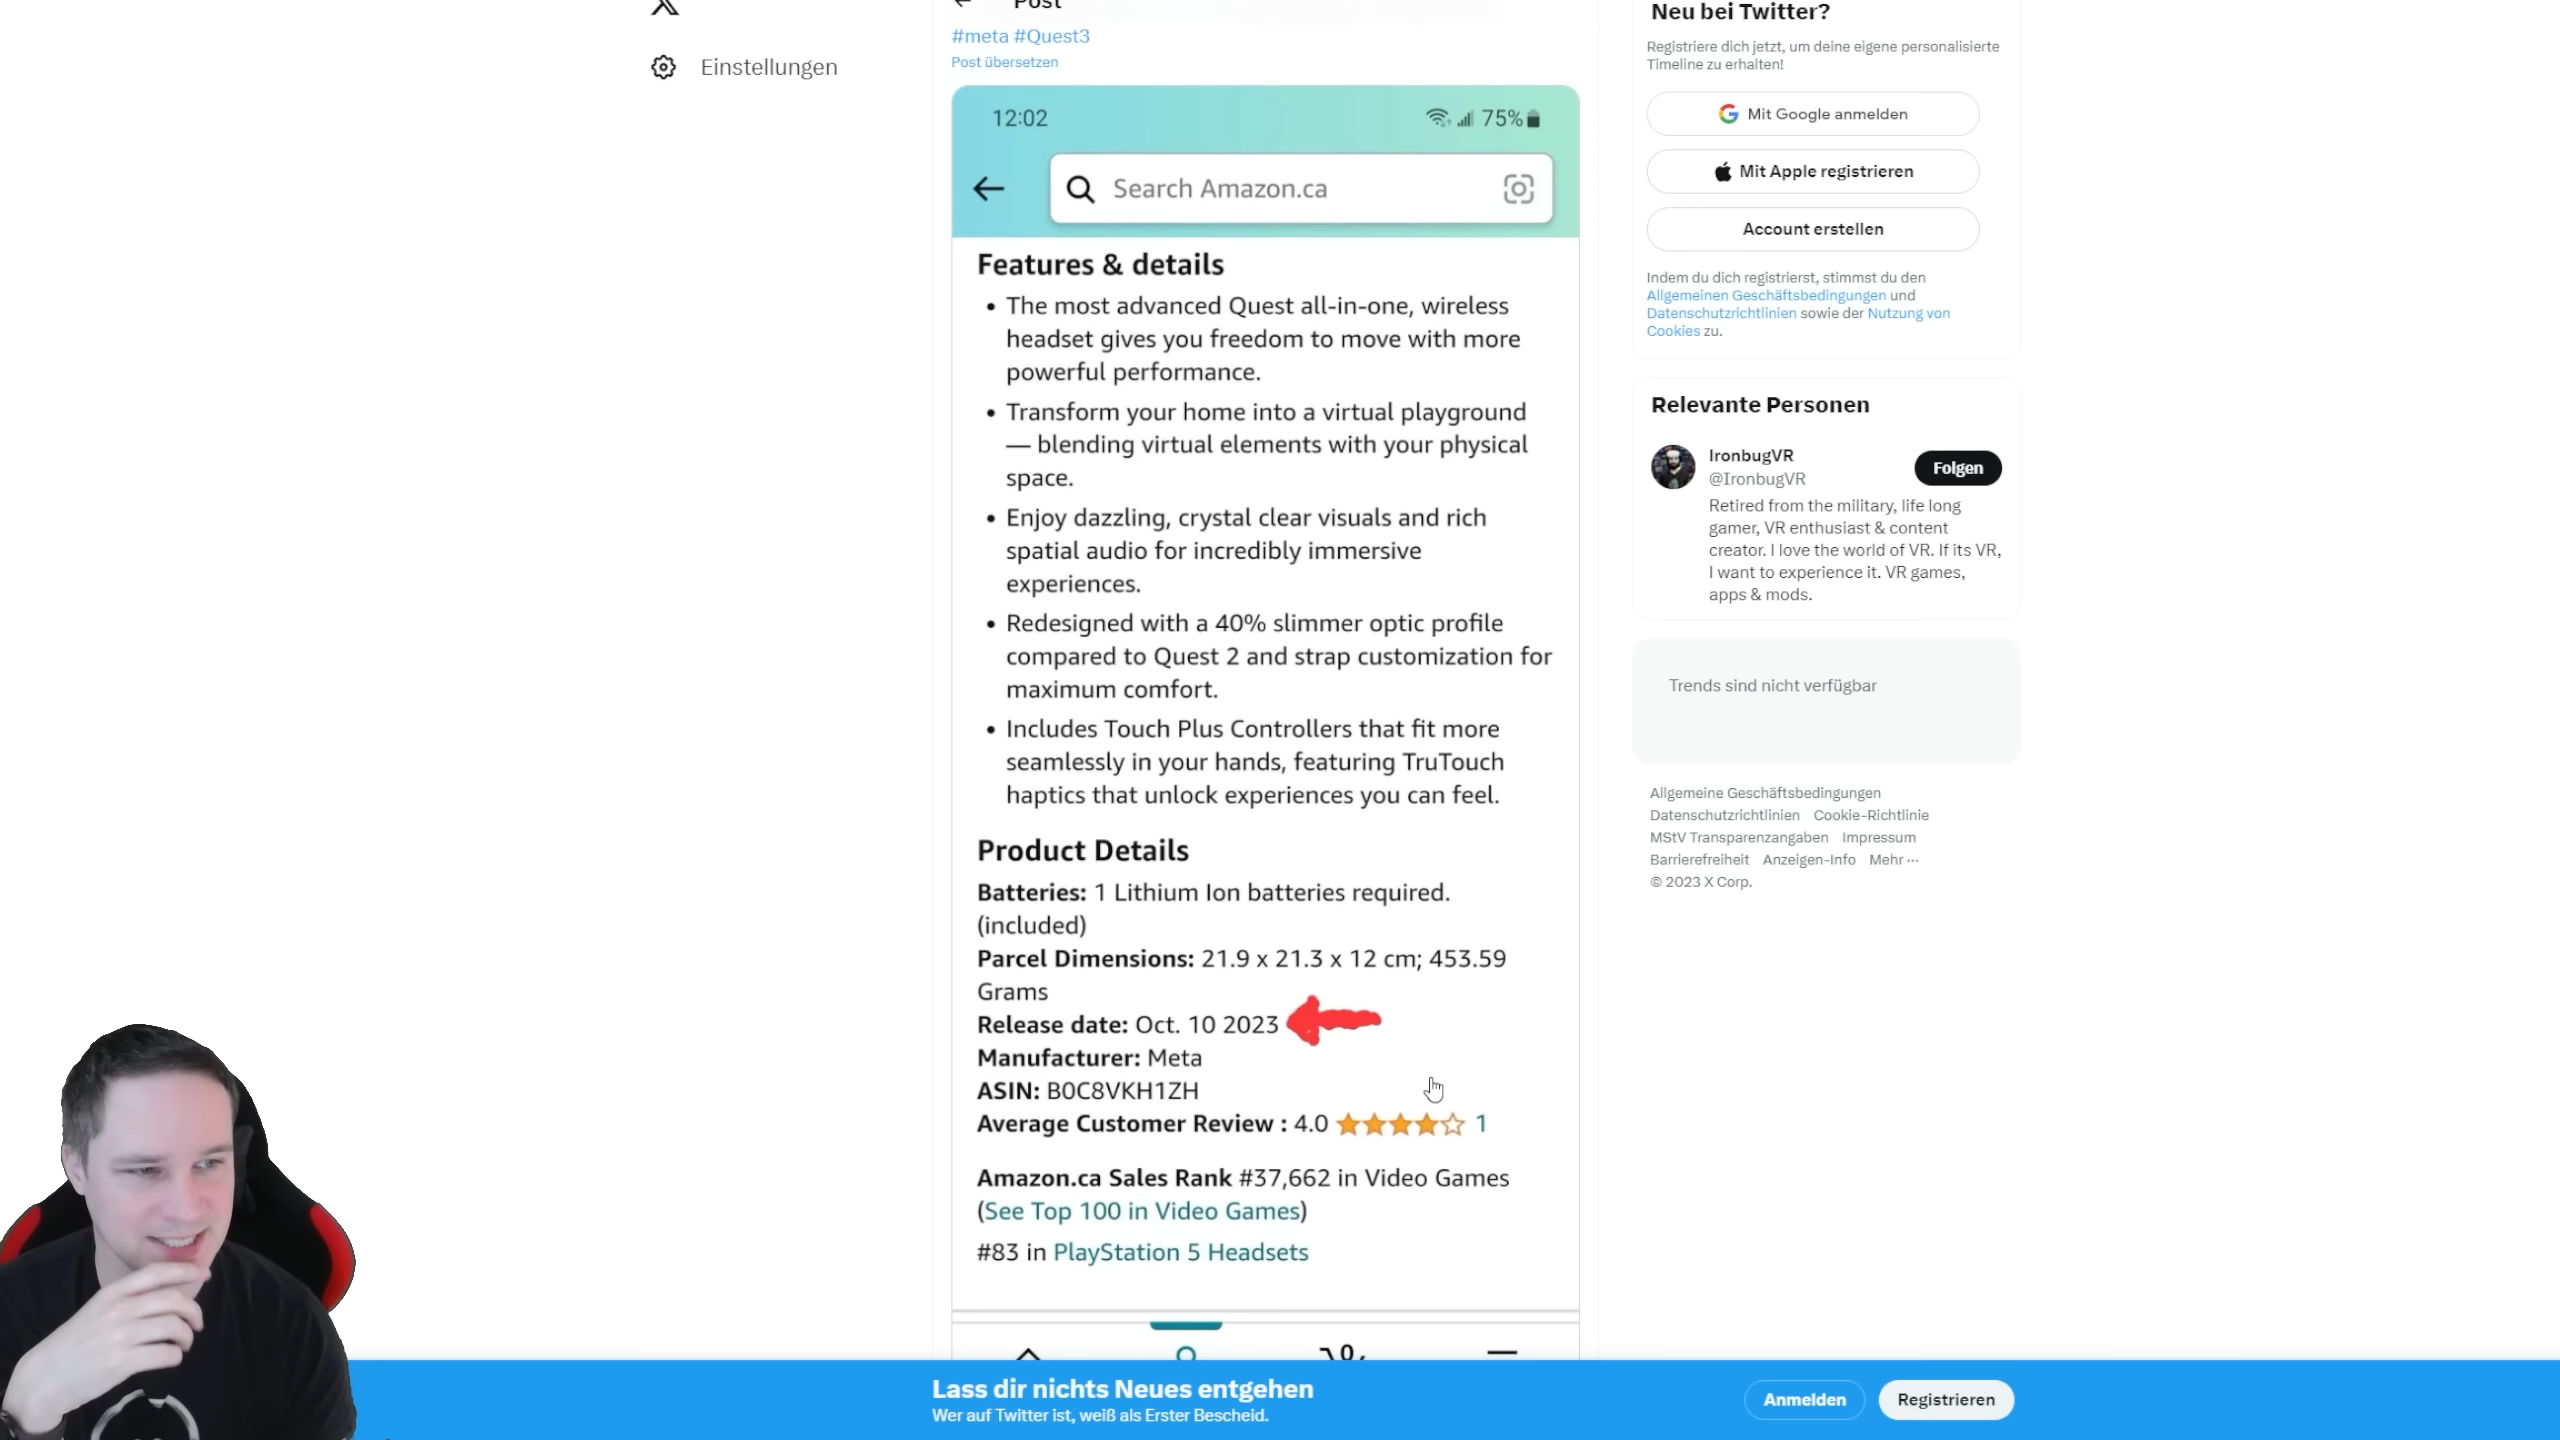 Post
#meta #Quest3
Post übersetzen
Einstellungen
12:02
75%
Search Amazon.ca
Features & details
• The most advanced Quest all-in-one, wireless
headset gives you freedom to move with more
powerful performance.
• Transform your home into a virtual playground
— blending virtual elements with your physical
space.
• Enjoy dazzling, crystal clear visuals and rich
spatial audio for incredibly immersive
experiences.
• Redesigned with a 40% slimmer optic profile
compared to Quest 2 and strap customization for
maximum comfort.
• Includes Touch Plus Controllers that fit more
seamlessly in your hands, featuring TruTouch
haptics that unlock experiences you can feel.
Product Details
Batteries: 1 Lithium Ion batteries required.
(included)
Parcel Dimensions: 21.9 x 21.3 x 12 cm; 453.59
Grams
Release date: Oct. 10 2023
Manufacturer: Meta
ASIN: B0C8VKH1ZH
Average Customer Review : 4.0 1
Amazon.ca Sales Rank #37,662 in Video Games
(See Top 100 in Video Games)
#83 in PlayStation 5 Headsets
Neu bei Twitter?
Registriere dich jetzt, um deine eigene personalisierte
Timeline zu erhalten!
Mit Google anmelden
Mit Apple registrieren
Account erstellen
Indem du dich registrierst, stimmst du den
Allgemeinen Geschäftsbedingungen und
Datenschutzrichtlinien sowie der Nutzung von
Cookies zu.
Relevante Personen
IronbugVR
@IronbugVR
Folgen
Retired from the military, life long
gamer, VR enthusiast & content
creator. I love the world of VR. If its VR,
I want to experience it. VR games,
apps & mods.
Trends sind nicht verfügbar
Allgemeine Geschäftsbedingungen
Datenschutzrichtlinien Cookie-Richtlinie
MStV Transparenzangaben Impressum
Barrierefreiheit Anzeigen-Info Mehr ···
© 2023 X Corp.
Lass dir nichts Neues entgehen
Wer auf Twitter ist, weiß als Erster Bescheid.
Anmelden
Registrieren